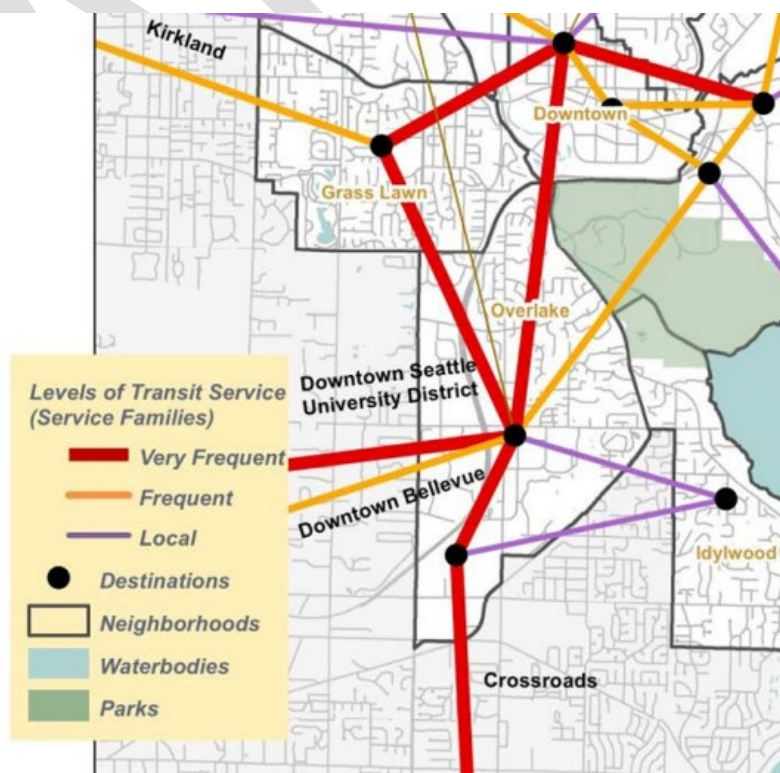 Kirkland
Downtown
Grass Lawn
Overlake
Downtown Seattle
University District
Downtown Bellevue
Idylwood
Crossroads
Levels of Transit Service
(Service Families)
Very Frequent
Frequent
Local
Destinations
Neighborhoods
Waterbodies
Parks